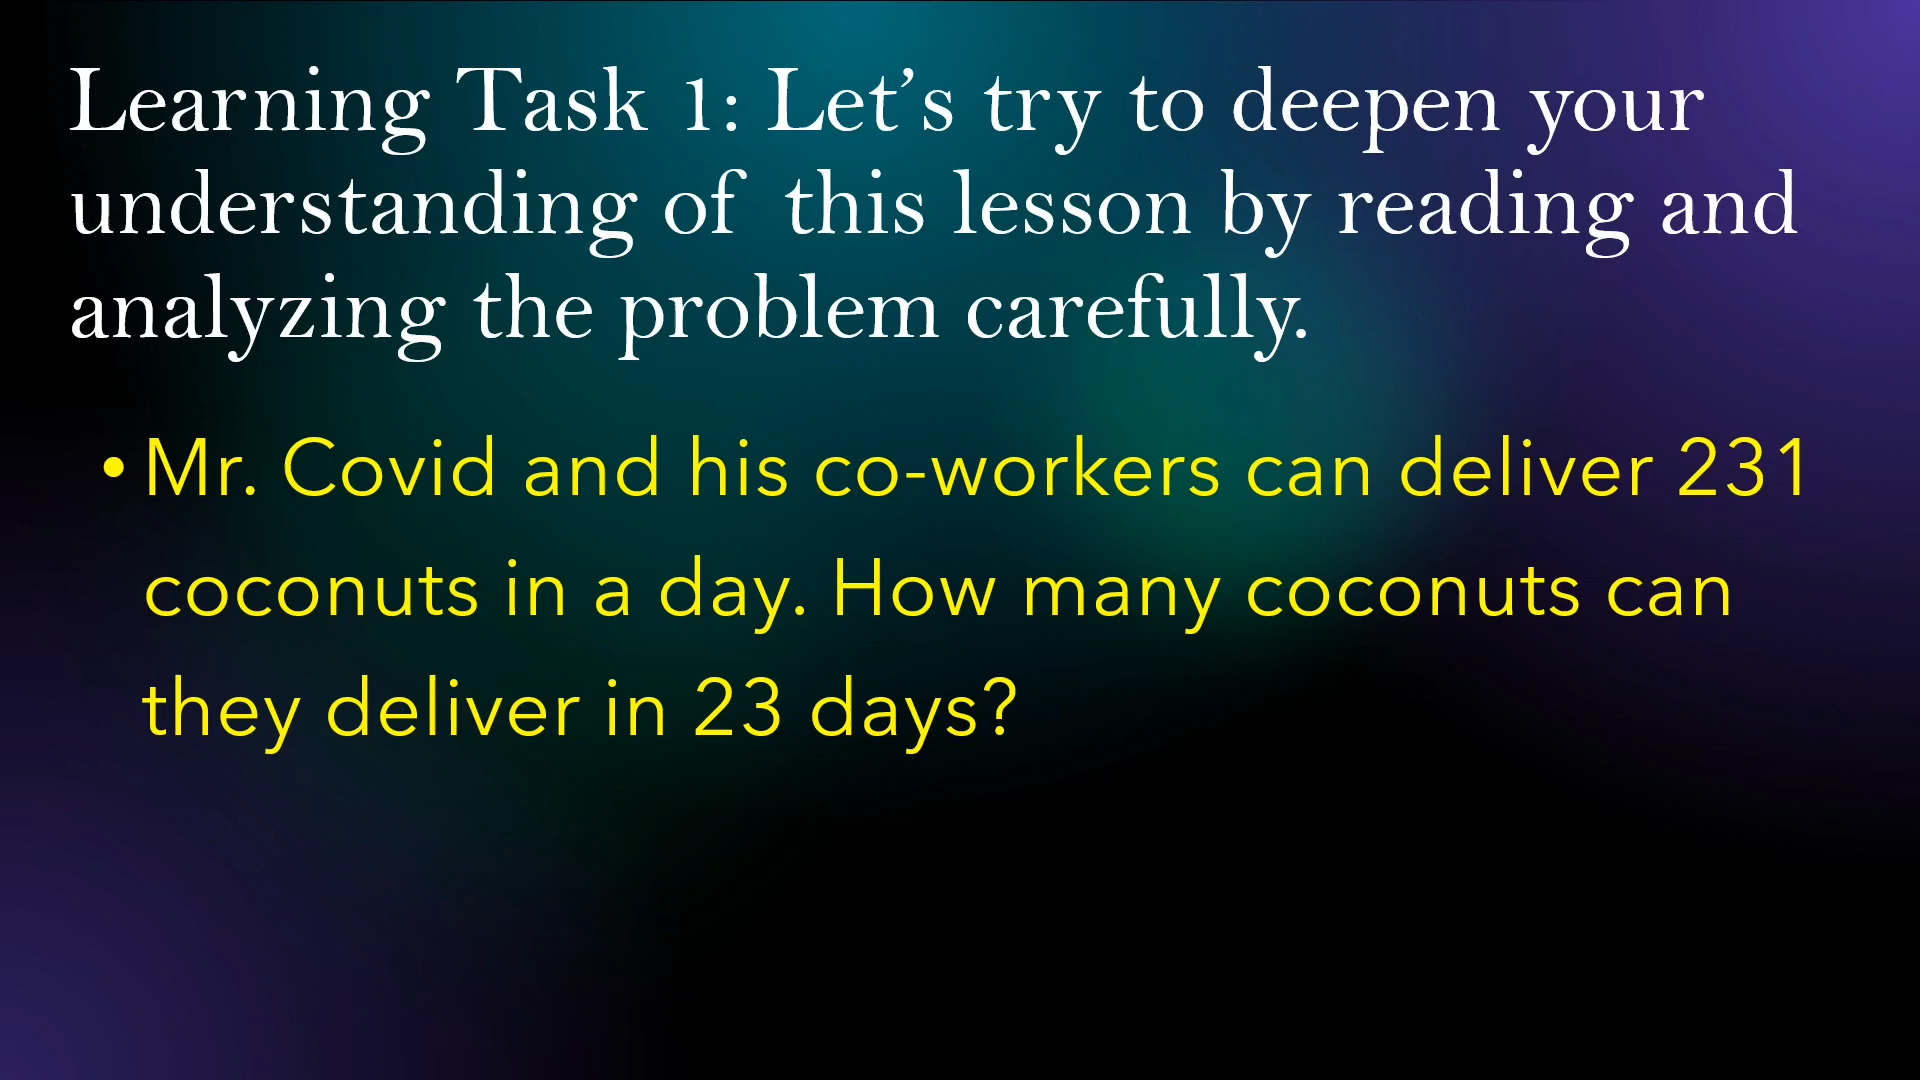 Learning Task 1: Let’s try to deepen your
understanding of  this lesson by reading and
analyzing the problem carefully.
• Mr. Covid and his co-workers can deliver 231
coconuts in a day. How many coconuts can
they deliver in 23 days?